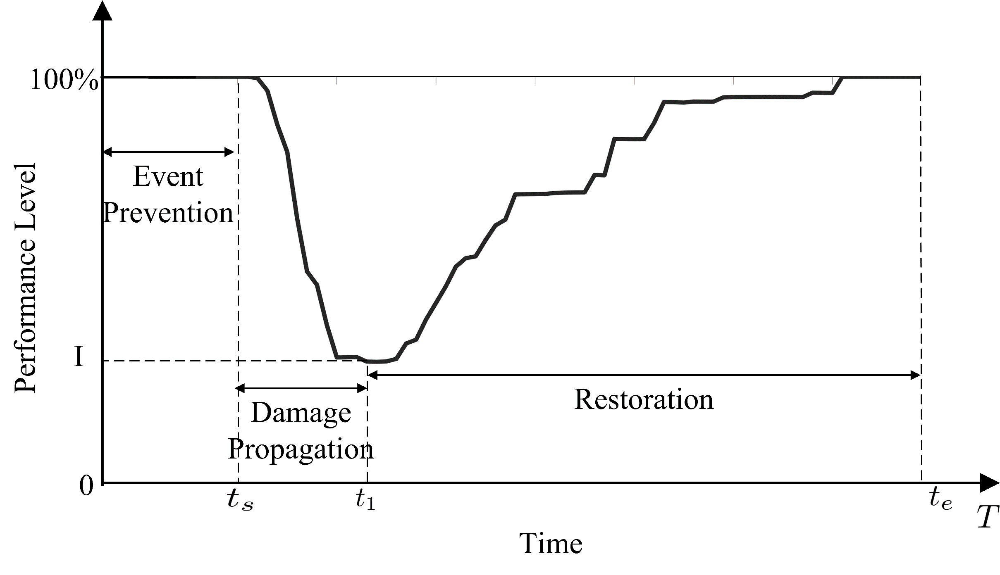 100%
Event
Prevention
Performance Level
I
Restoration
Damage
Propagation
0
t_s
t_1
t_e
T
Time